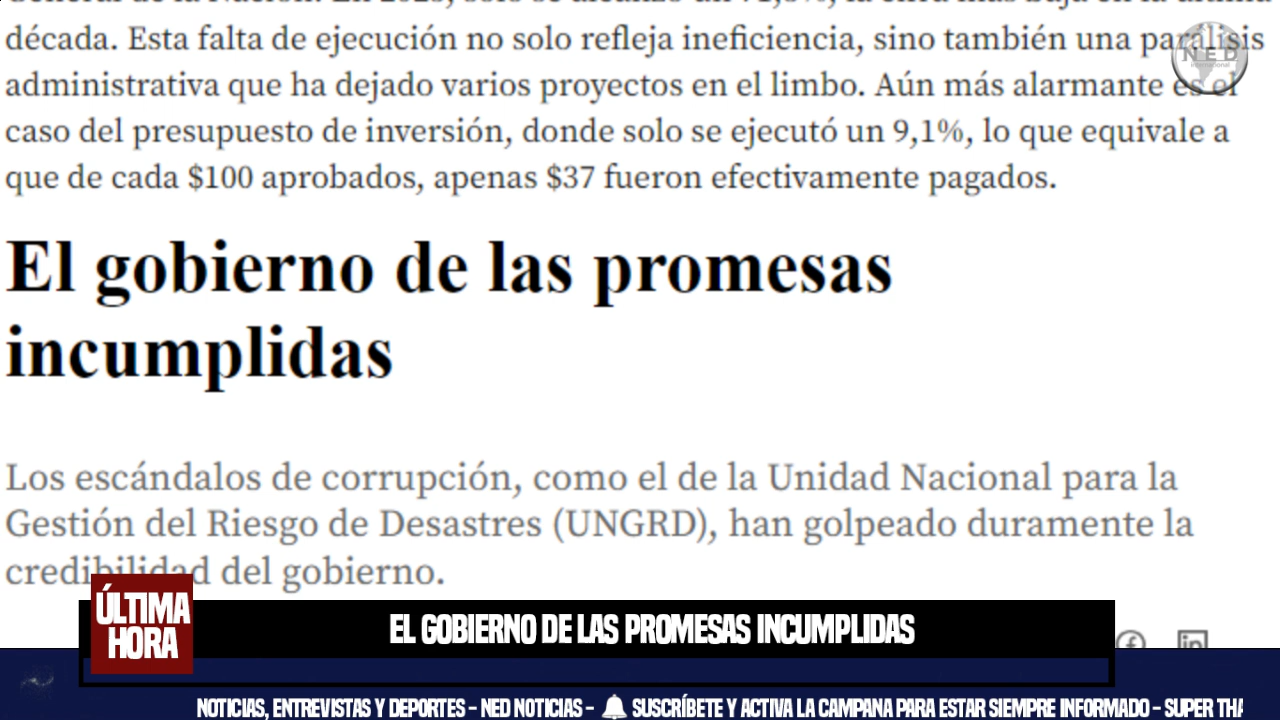 década. Esta falta de ejecución no solo refleja ineficiencia, sino también una parálisis
administrativa que ha dejado varios proyectos en el limbo. Aún más alarmante es el
caso del presupuesto de inversión, donde solo se ejecutó un 9,1%, lo que equivale a
que de cada $100 aprobados, apenas $37 fueron efectivamente pagados.
NED
international
El gobierno de las promesas
incumplidas
Los escándalos de corrupción, como el de la Unidad Nacional para la
Gestión del Riesgo de Desastres (UNGRD), han golpeado duramente la
credibilidad del gobierno.
ÚLTIMA
HORA
EL GOBIERNO DE LAS PROMESAS INCUMPLIDAS
NOTICIAS, ENTREVISTAS Y DEPORTES - NED NOTICIAS - 🔔 SUSCRÍBETE Y ACTIVA LA CAMPANA PARA ESTAR SIEMPRE INFORMADO - SUPER